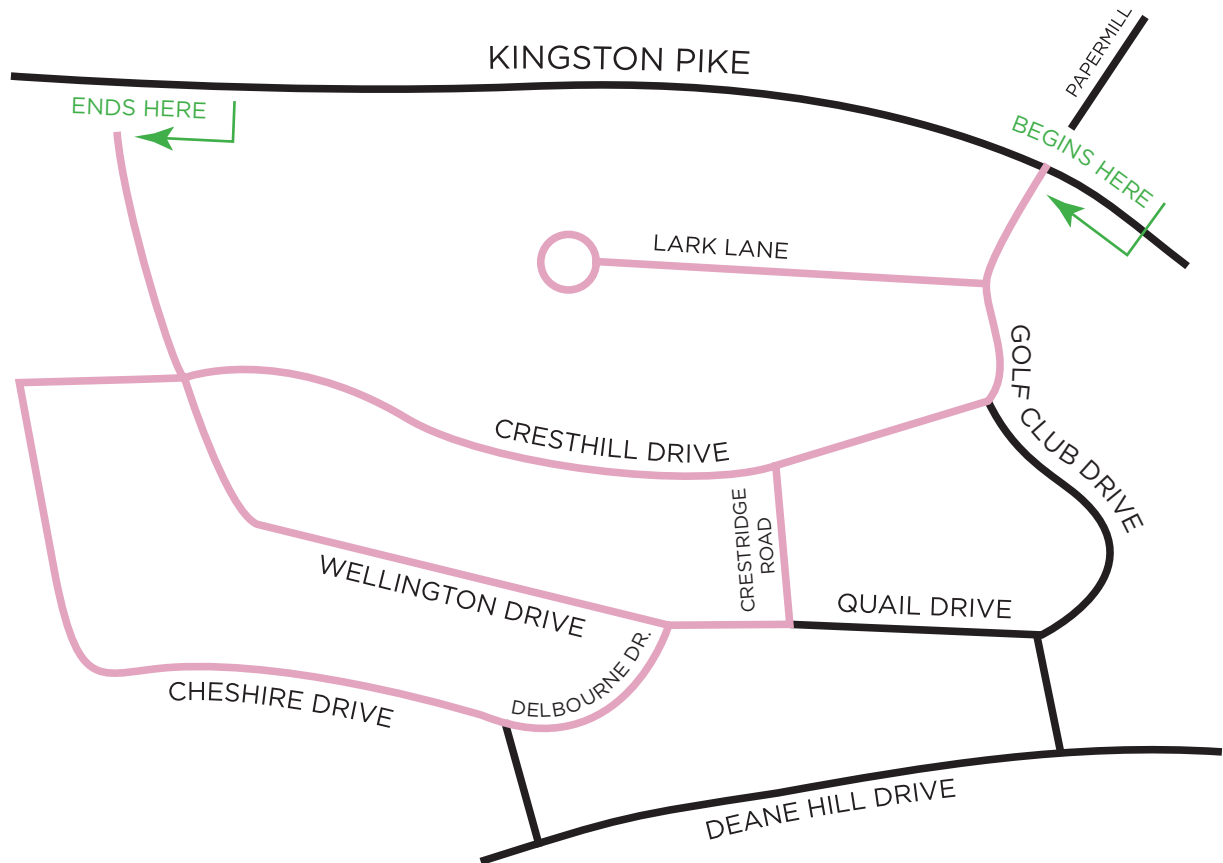 KINGSTON PIKE
PAPERMILL
ENDS HERE
BEGINS HERE
LARK LANE
GOLF CLUB DRIVE
CRESTHILL DRIVE
CRESTRIDGE
ROAD
WELLINGTON DRIVE
QUAIL DRIVE
DELBOURNE DR.
CHESHIRE DRIVE
DEANE HILL DRIVE